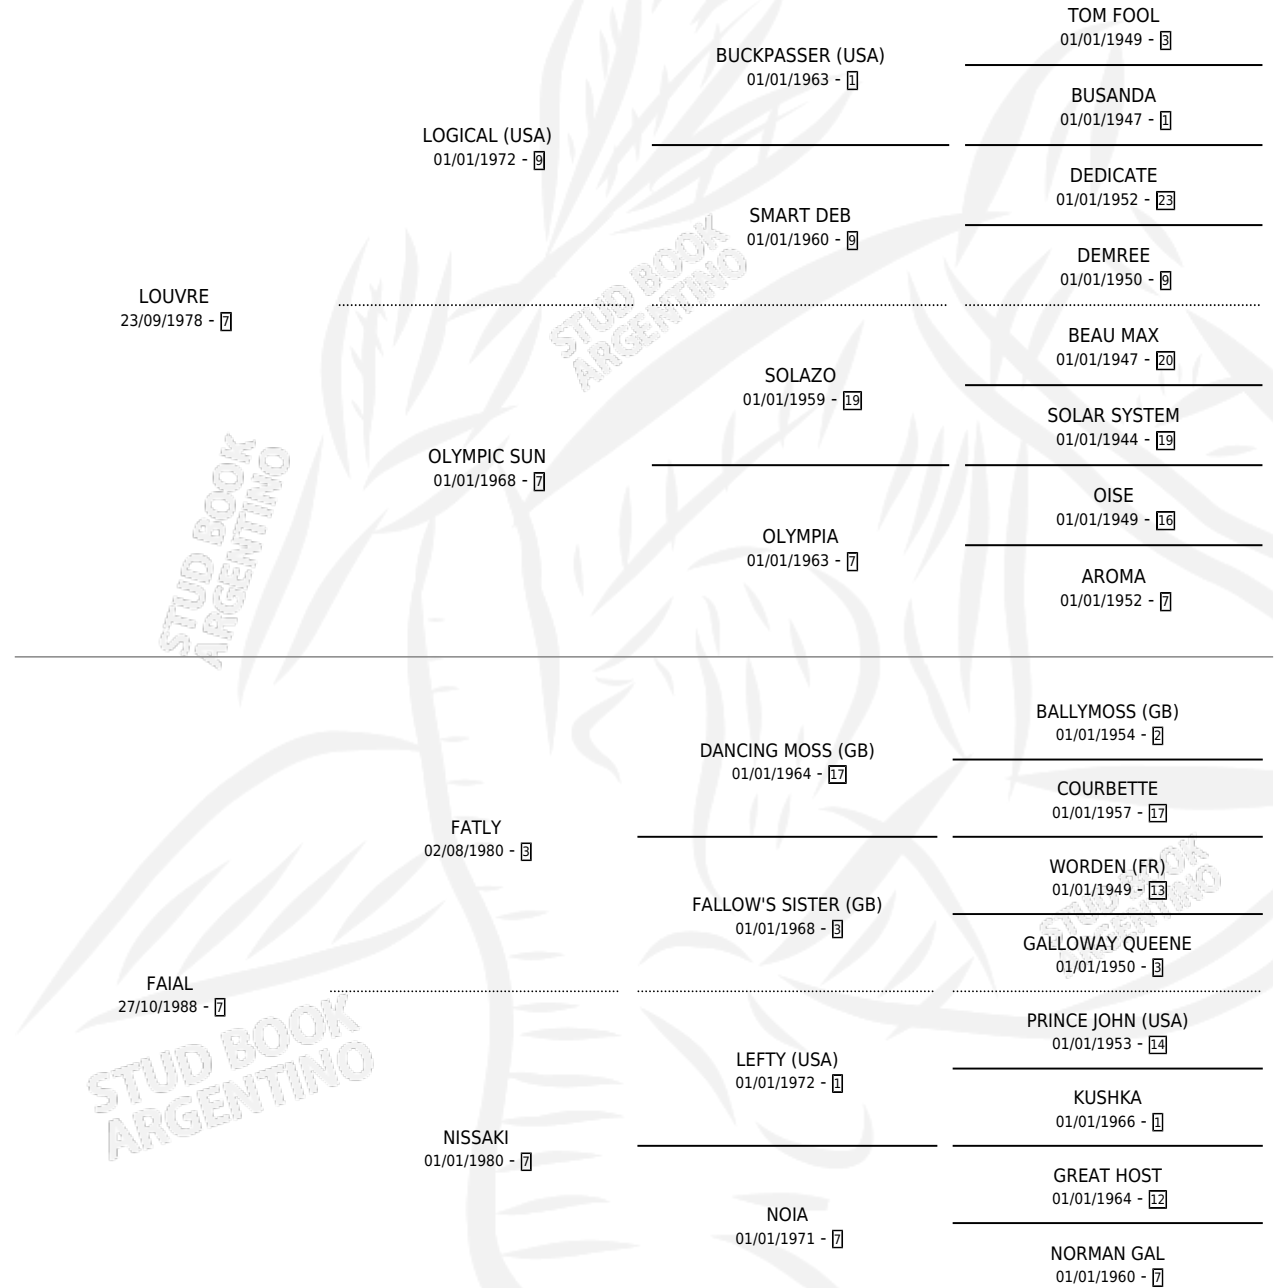 TOM FOOL
01/01/1949 - 3
BUCKPASSER (USA)
01/01/1963 - 1
BUSANDA
01/01/1947 - 1
LOGICAL (USA)
01/01/1972 - 9
DEDICATE
01/01/1952 - 23
SMART DEB
01/01/1960 - 9
DEMREE
01/01/1950 - 9
LOUVRE
23/09/1978 - 7
BEAU MAX
01/01/1947 - 20
SOLAZO
01/01/1959 - 19
SOLAR SYSTEM
01/01/1944 - 19
OLYMPIC SUN
01/01/1968 - 7
OISE
01/01/1949 - 16
OLYMPIA
01/01/1963 - 7
AROMA
01/01/1952 - 7
BALLYMOSS (GB)
01/01/1954 - 2
DANCING MOSS (GB)
01/01/1964 - 17
COURBETTE
01/01/1957 - 17
FATLY
02/08/1980 - 3
WORDEN (FR)
01/01/1949 - 13
FALLOW'S SISTER (GB)
01/01/1968 - 3
GALLOWAY QUEENE
01/01/1950 - 3
FAIAL
27/10/1988 - 7
PRINCE JOHN (USA)
01/01/1953 - 14
LEFTY (USA)
01/01/1972 - 1
KUSHKA
01/01/1966 - 1
NISSAKI
01/01/1980 - 7
GREAT HOST
01/01/1964 - 12
NOIA
01/01/1971 - 7
NORMAN GAL
01/01/1960 - 7
STUD BOOK
ARGENTINO
STUD BOOK
ARGENTINO
STUD BOOK
ARGENTINO
STUD BOOK
ARGENTINO